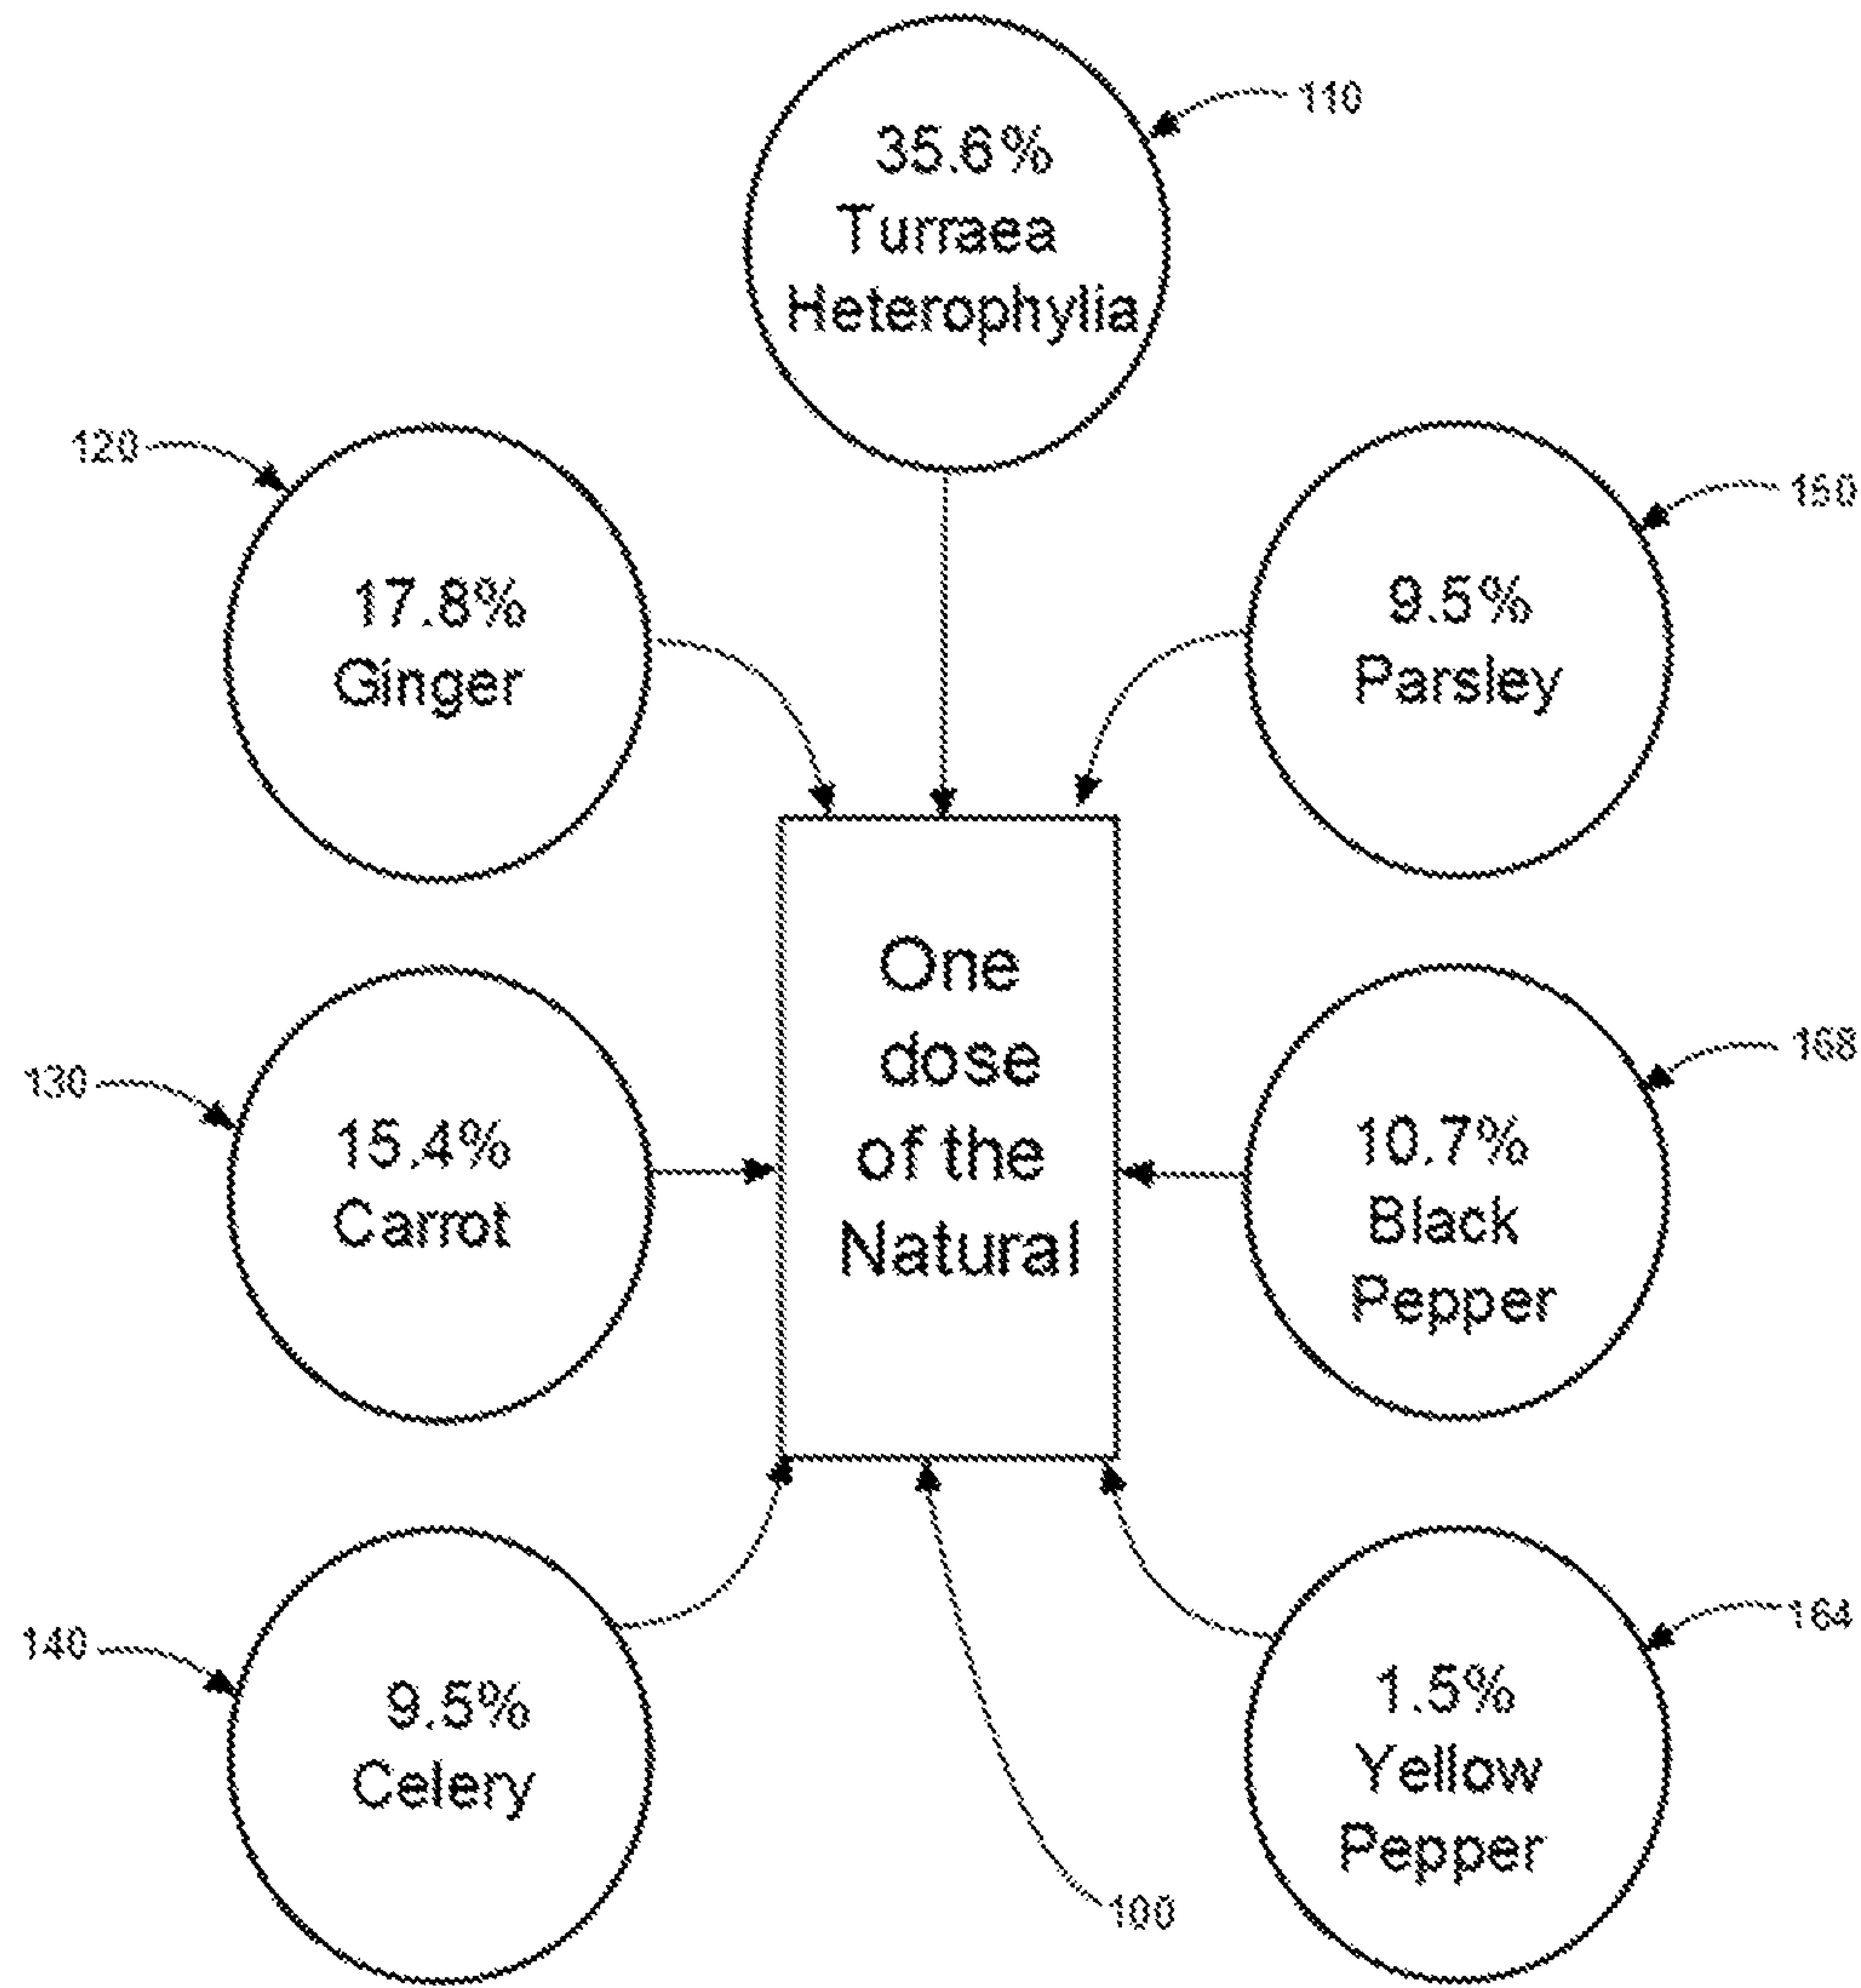 110
35.6%
Turraea
Heterophylia
120
17.8%
Ginger
150
9.5%
Parsley
One
dose
of the
Natural
130
15.4%
Carrot
168
10.7%
Black
Pepper
140
9.5%
Celery
164
1.5%
Yellow
Pepper
100